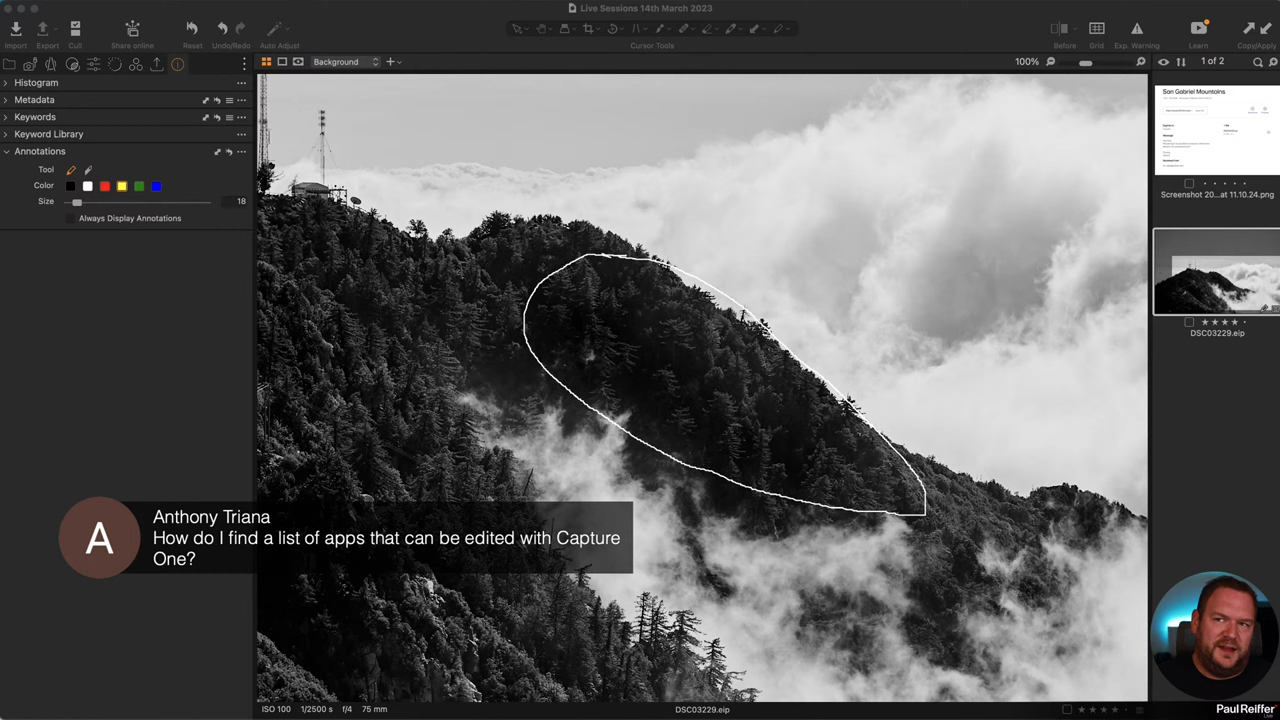 Live Sessions 14th March 2023
Import
Export
Cull
Share online
Reset
Undo/Redo
Auto Adjust
Cursor Tools
Before
Grid
Exp. Warning
Learn
Copy/Apply
Background
100%
1 of 2
Histogram
Metadata
Keywords
Keyword Library
Annotations
Tool
Color
Size
18
Always Display Annotations
San Gabriel Mountains
Screenshot 20...at 11.10.24.png
DSC03229.eip
A
Anthony Triana
How do I find a list of apps that can be edited with Capture
One?
ISO 100 1/2500 s f/4 75 mm
DSC03229.eip
Paul Reiffer
Live